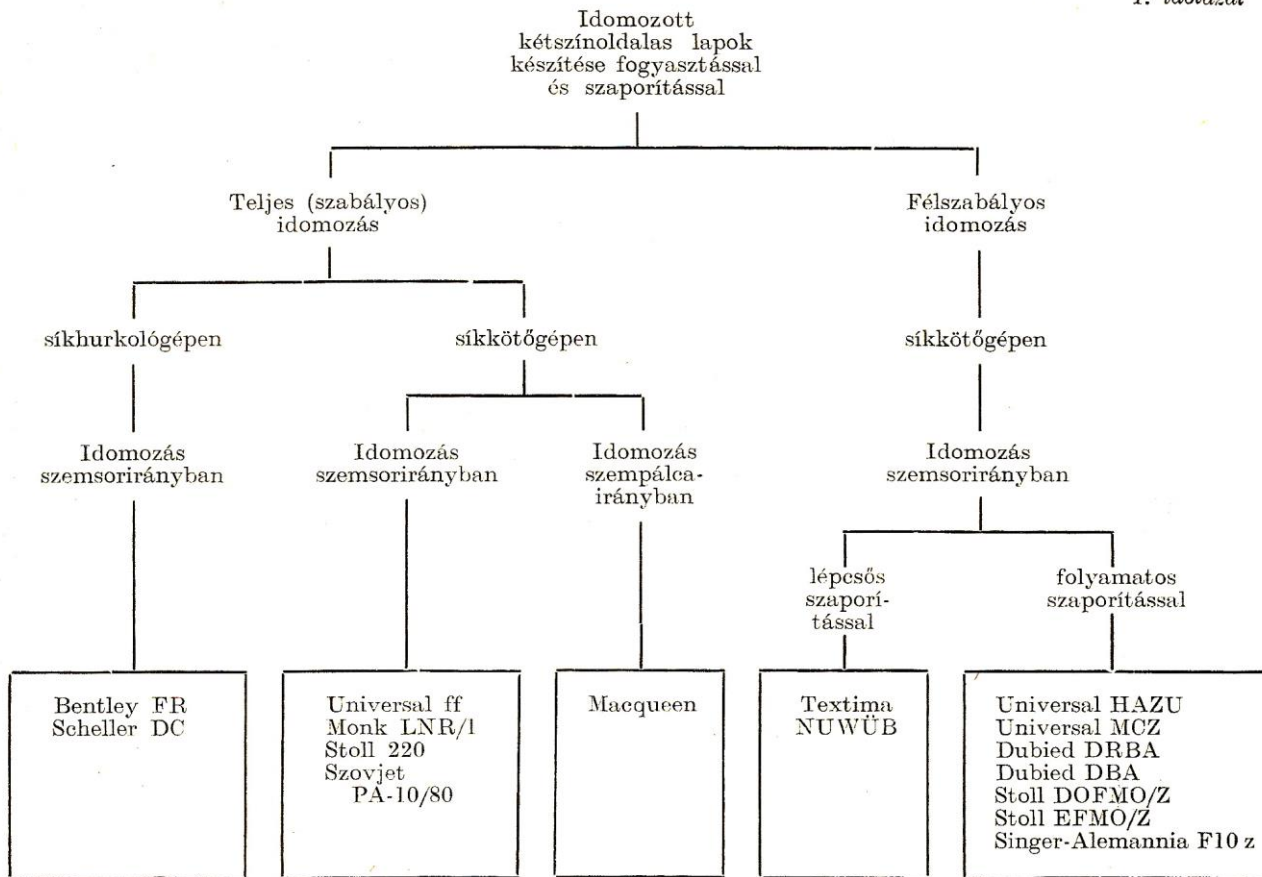 1. táblázat
Idomozott
kétszínoldalas lapok
készítése fogyasztással
és szaporítással
Teljes (szabályos)
idomozás
Félszabályos
idomozás
síkhurkológépen
síkkötőgépen
síkkötőgépen
Idomozás
szemsorirányban
Idomozás
szemsorirányban
Idomozás
szempálca-
irányban
Idomozás
szemsorirányban
lépcsős
szaporí-
tással
folyamatos
szaporítással
Bentley FR
Scheller DC
Universal ff
Monk LNR/l
Stoll 220
Szovjet
PA-10/80
Macqueen
Textima
NUWÜB
Universal HAZU
Universal MCZ
Dubied DRBA
Dubied DBA
Stoll DOFMO/Z
Stoll EFMO/Z
Singer-Alemannia F10 z